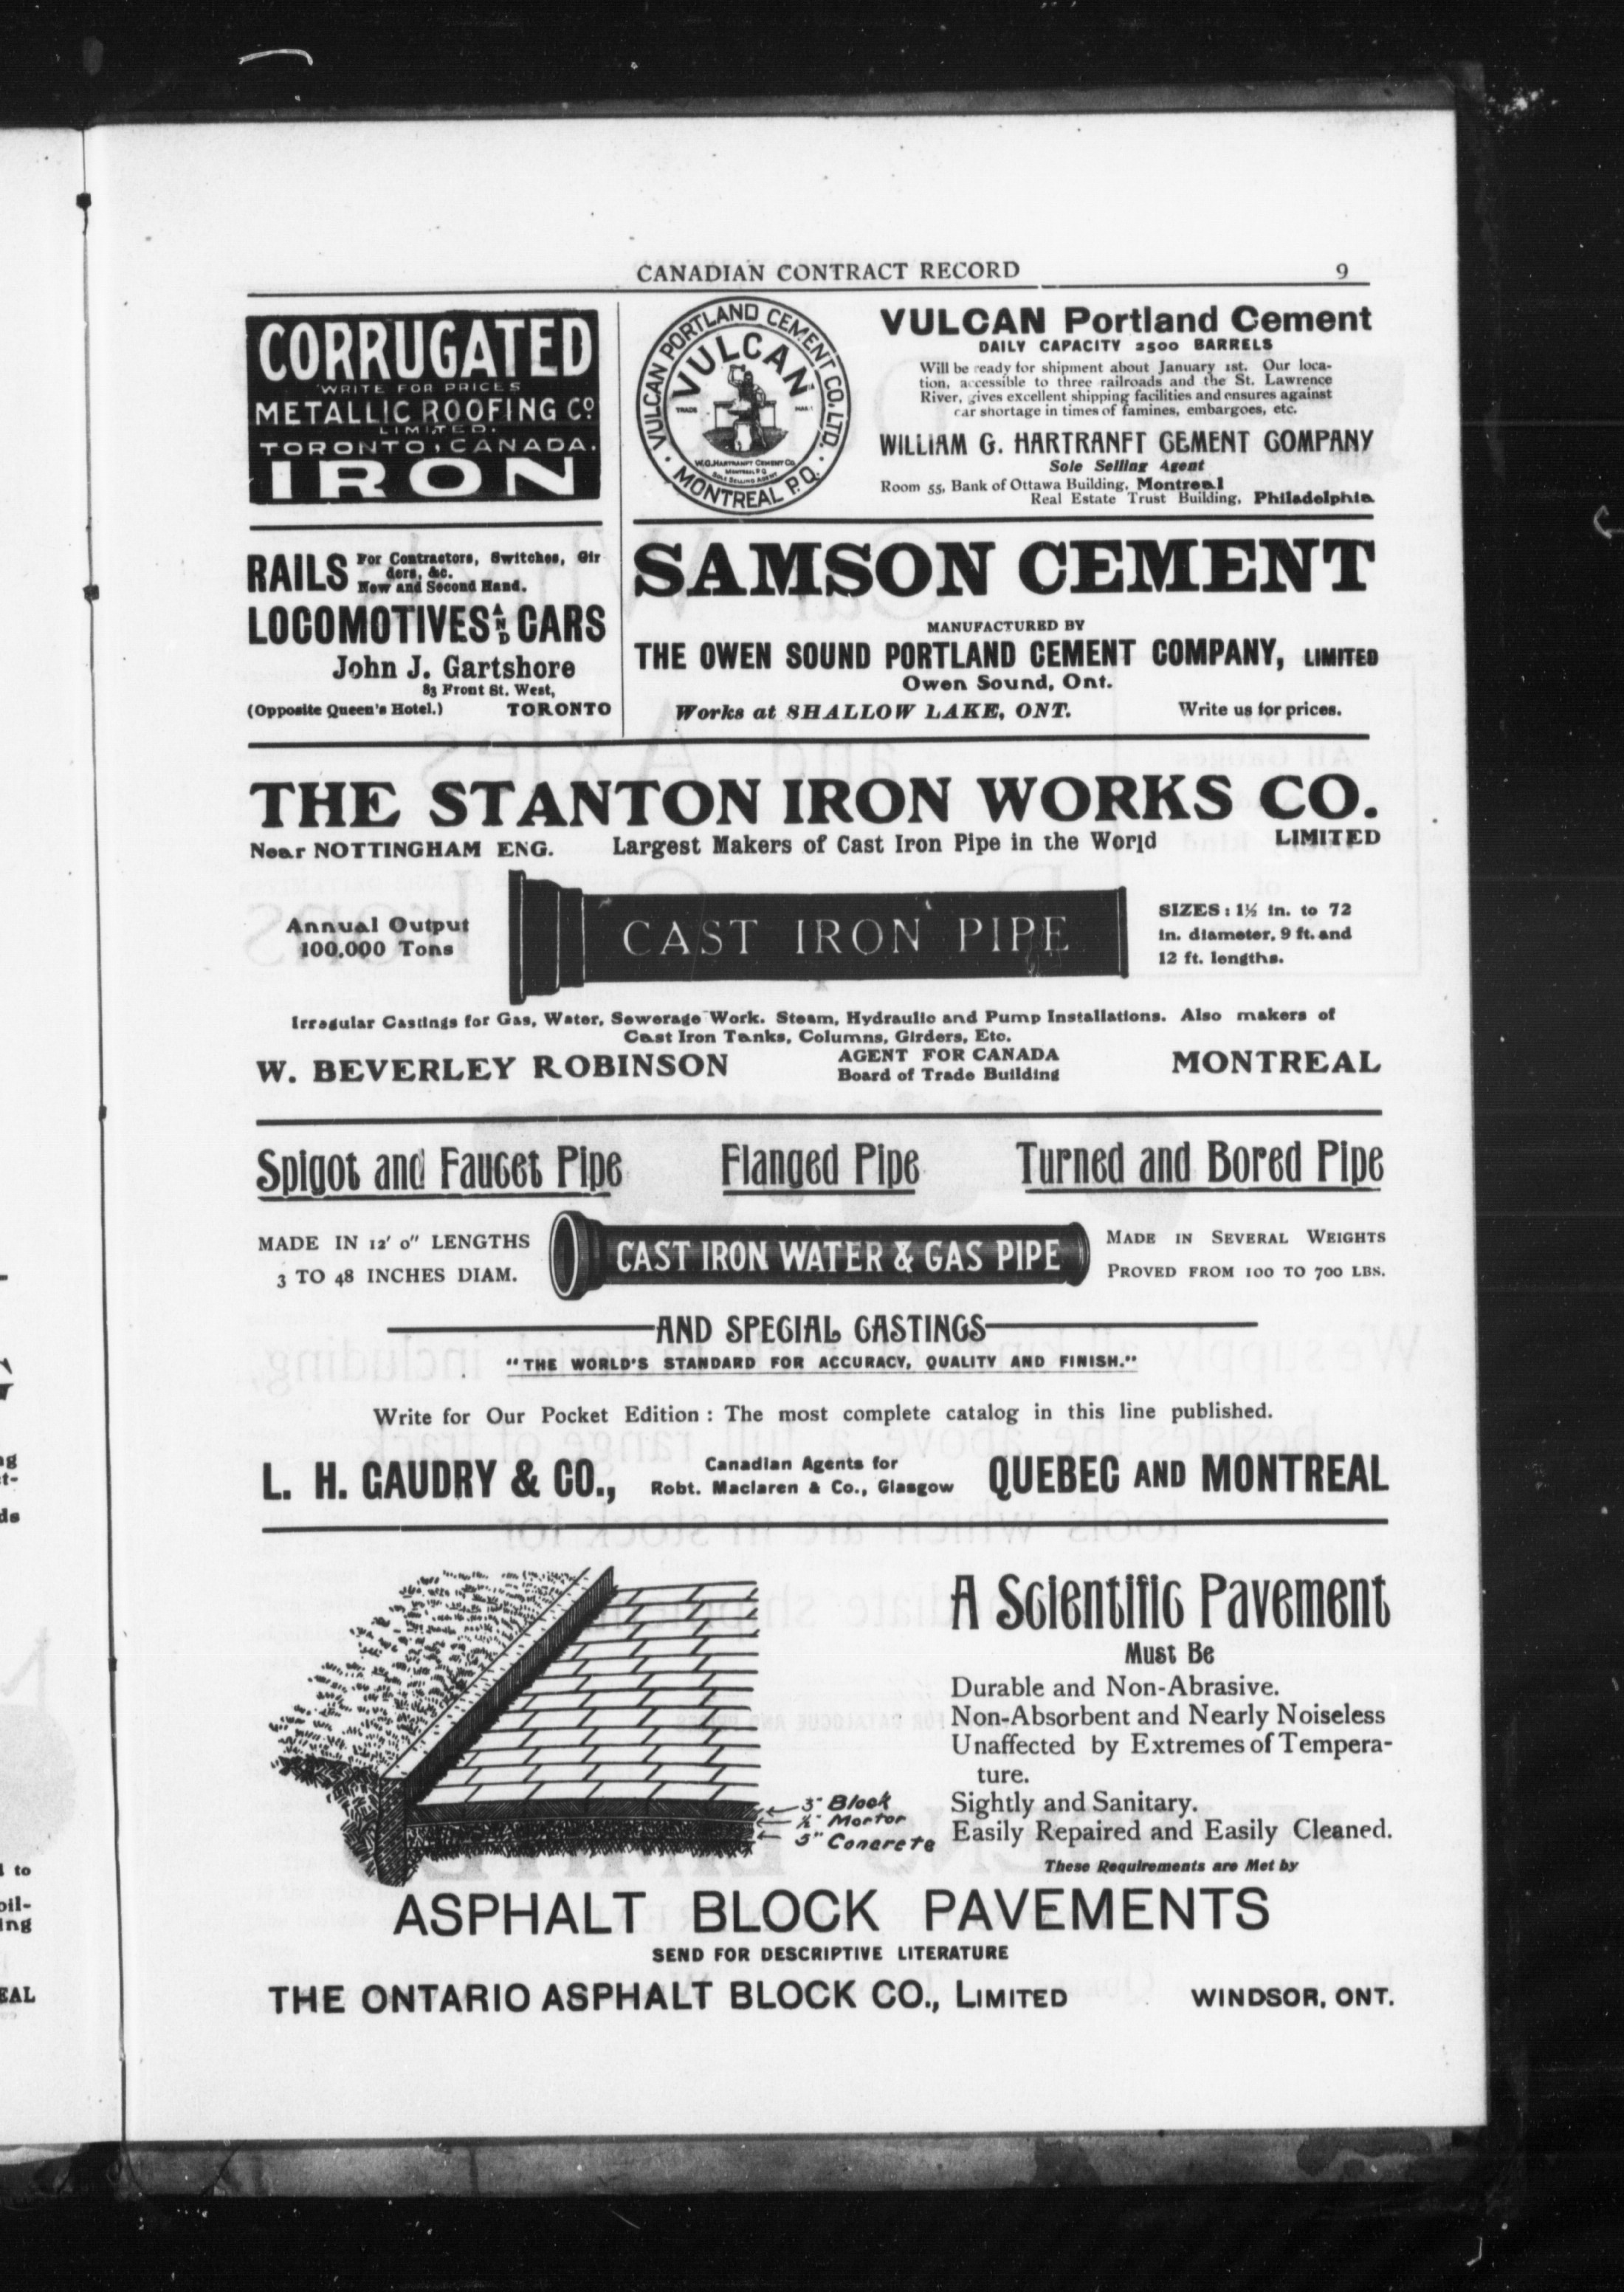 CANADIAN CONTRACT RECORD 9
CORRUGATED
WRITE FOR PRICES
METALLIC ROOFING CO
LIMITED.
TORONTO, CANADA.
IRON
RAILS For Contractors, Switches, Gir
ders, &c.
New and Second Hand.
LOCOMOTIVES AND CARS
John J. Gartshore
83 Front St. West,
(Opposite Queen's Hotel.) TORONTO
VULCAN PORTLAND CEMENT CO. LTD.
MONTREAL P.Q.
VULCAN
TRADE MARK
W.G. HARTRANFT CEMENT CO.
MONTREAL P Q
SOLE SELLING AGENT
VULCAN Portland Cement
DAILY CAPACITY 2500 BARRELS
Will be ready for shipment about January 1st. Our loca-
tion, accessible to three railroads and the St. Lawrence
River, gives excellent shipping facilities and ensures against
car shortage in times of famines, embargoes, etc.
WILLIAM G. HARTRANFT CEMENT COMPANY
Sole Selling Agent
Room 55, Bank of Ottawa Building, Montreal
Real Estate Trust Building, Philadelphia
SAMSON CEMENT
MANUFACTURED BY
THE OWEN SOUND PORTLAND CEMENT COMPANY, LIMITED
Owen Sound, Ont.
Works at SHALLOW LAKE, ONT. Write us for prices.
THE STANTON IRON WORKS CO.
Near NOTTINGHAM ENG. Largest Makers of Cast Iron Pipe in the World LIMITED
Annual Output
100,000 Tons
CAST IRON PIPE
SIZES: 1½ in. to 72
in. diameter, 9 ft. and
12 ft. lengths.
Irregular Castings for Gas, Water, Sewerage Work. Steam, Hydraulic and Pump Installations. Also makers of
Cast Iron Tanks, Columns, Girders, Etc.
W. BEVERLEY ROBINSON AGENT FOR CANADA
Board of Trade Building MONTREAL
Spigot and Faucet Pipe Flanged Pipe Turned and Bored Pipe
MADE IN 12' 0" LENGTHS
3 TO 48 INCHES DIAM.
CAST IRON WATER & GAS PIPE
MADE IN SEVERAL WEIGHTS
PROVED FROM 100 TO 700 LBS.
AND SPECIAL CASTINGS
"THE WORLD'S STANDARD FOR ACCURACY, QUALITY AND FINISH."
Write for Our Pocket Edition: The most complete catalog in this line published.
L. H. GAUDRY & CO., Canadian Agents for
Robt. Maclaren & Co., Glasgow QUEBEC AND MONTREAL
A Scientific Pavement
Must Be
Durable and Non-Abrasive.
Non-Absorbent and Nearly Noiseless
Unaffected by Extremes of Tempera-
ture.
Sightly and Sanitary.
Easily Repaired and Easily Cleaned.
These Requirements are Met by
3" Block
½" Mortor
5" Concrete
ASPHALT BLOCK PAVEMENTS
SEND FOR DESCRIPTIVE LITERATURE
THE ONTARIO ASPHALT BLOCK CO., LIMITED WINDSOR, ONT.